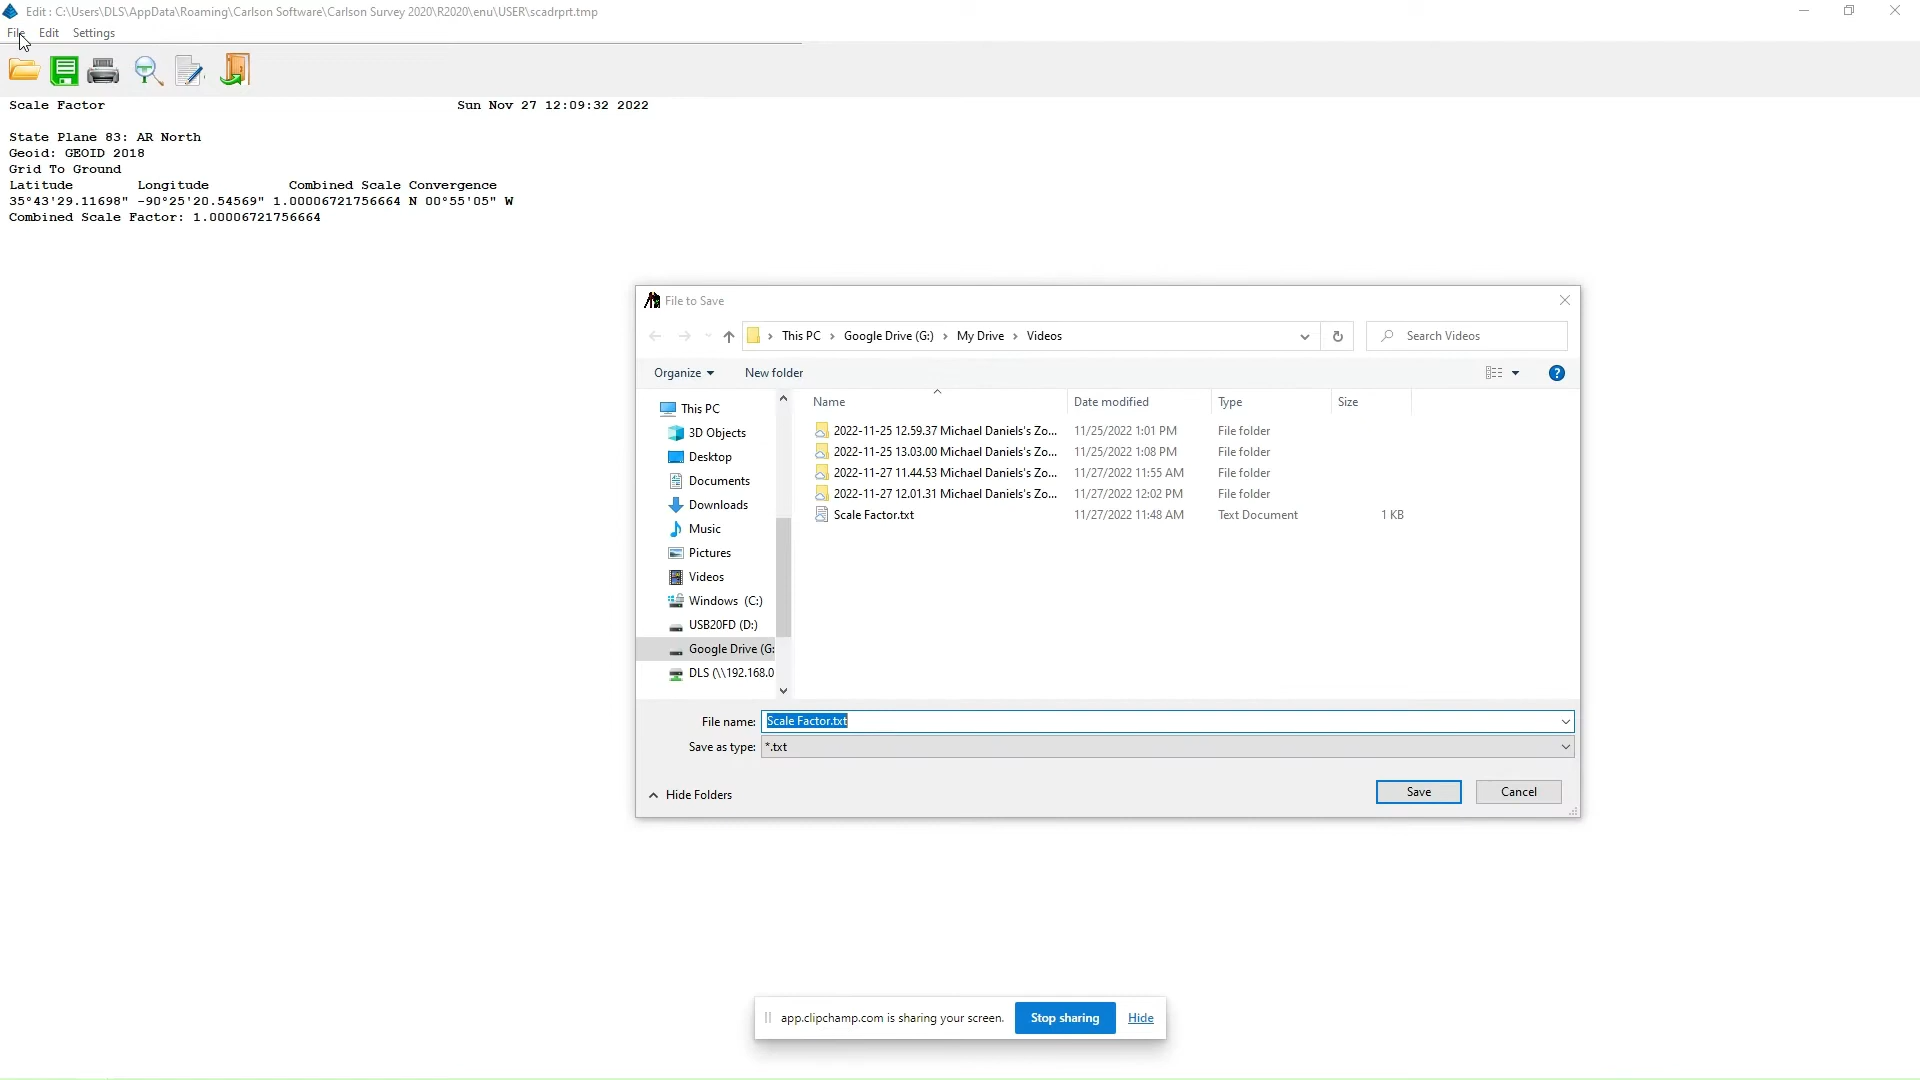 Edit : C:\Users\DLS\AppData\Roaming\Carlson Software\Carlson Survey 2020\R2020\enu\USER\scadrprt.tmp
File Edit Settings
Scale Factor Sun Nov 27 12:09:32 2022
State Plane 83: AR North
Geoid: GEOID 2018
Grid To Ground
Latitude Longitude Combined Scale Convergence
35°43'29.11698" -90°25'20.54569" 1.00006721756664 N 00°55'05" W
Combined Scale Factor: 1.00006721756664
File to Save
This PC > Google Drive (G:) > My Drive > Videos
Search Videos
Organize New folder
?
Name Date modified Type Size
This PC
3D Objects
Desktop
Documents
Downloads
Music
Pictures
Videos
Windows (C:)
USB20FD (D:)
Google Drive (G:
DLS (\\192.168.0
2022-11-25 12.59.37 Michael Daniels's Zo... 11/25/2022 1:01 PM File folder
2022-11-25 13.03.00 Michael Daniels's Zo... 11/25/2022 1:08 PM File folder
2022-11-27 11.44.53 Michael Daniels's Zo... 11/27/2022 11:55 AM File folder
2022-11-27 12.01.31 Michael Daniels's Zo... 11/27/2022 12:02 PM File folder
Scale Factor.txt 11/27/2022 11:48 AM Text Document 1 KB
File name: Scale Factor.txt
Save as type: *.txt
Hide Folders
Save Cancel
app.clipchamp.com is sharing your screen. Stop sharing Hide